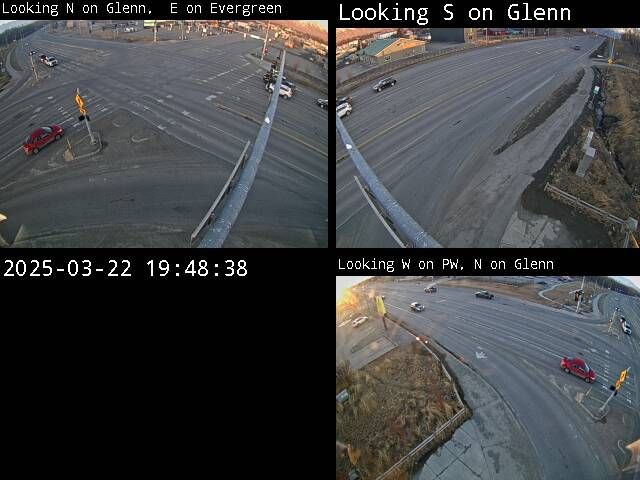 Looking N on Glenn, E on Evergreen
Looking S on Glenn
2025-03-22 19:48:38
Looking W on PW, N on Glenn